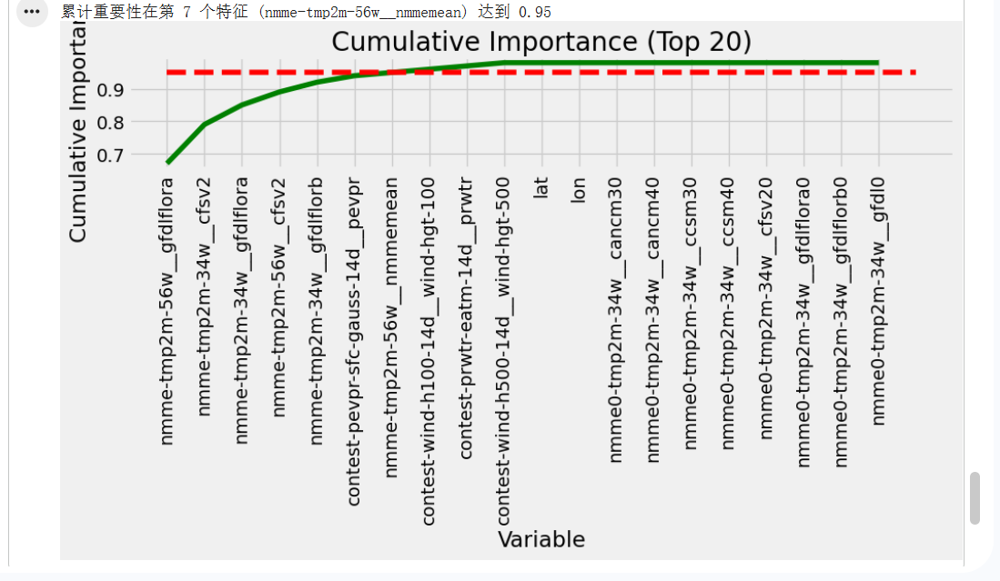 累计重要性在第 7 个特征 (nmme-tmp2m-56w__nmmemean) 达到 0.95
Cumulative Importance (Top 20)
Cumulative Importan
0.9
0.8
0.7
nmme-tmp2m-56w__gfdlflora
nmme-tmp2m-34w__cfsv2
nmme-tmp2m-34w__gfdlflora
nmme-tmp2m-56w__cfsv2
nmme-tmp2m-34w__gfdlflorb
contest-pevpr-sfc-gauss-14d__pevpr
nmme-tmp2m-56w__nmmemean
contest-wind-h100-14d__wind-hgt-100
contest-prwtr-eatm-14d__prwtr
contest-wind-h500-14d__wind-hgt-500
lat
lon
nmme0-tmp2m-34w__cancm30
nmme0-tmp2m-34w__cancm40
nmme0-tmp2m-34w__ccsm30
nmme0-tmp2m-34w__ccsm40
nmme0-tmp2m-34w__cfsv20
nmme0-tmp2m-34w__gfdlflora0
nmme0-tmp2m-34w__gfdlflorb0
nmme0-tmp2m-34w__gfdl0
Variable